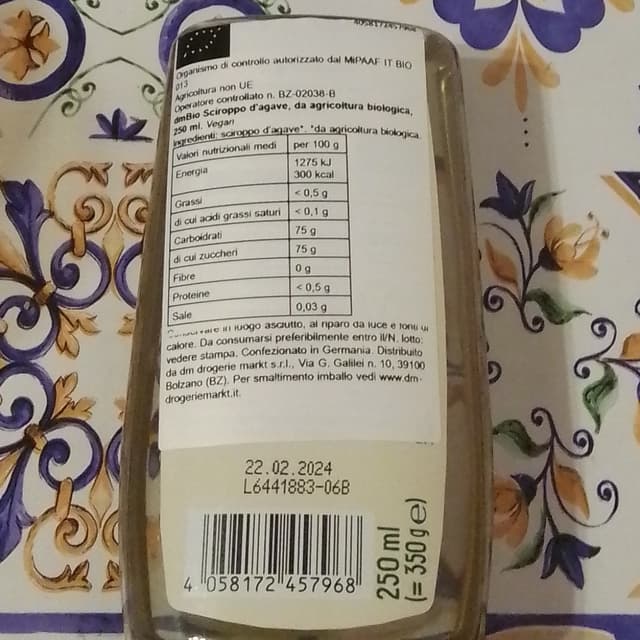 4058172457968
Organismo di controllo autorizzato dal MiPAAF IT BIO
013
Agricoltura non UE
Operatore controllato n. BZ-02038-B
dmBio Sciroppo d'agave, da agricoltura biologica,
250 ml. Vegan
Ingredienti: sciroppo d'agave*. *da agricoltura biologica.
Valori nutrizionali medi per 100 g
Energia 1275 kJ
300 kcal
Grassi < 0,5 g
di cui acidi grassi saturi < 0,1 g
Carboidrati 75 g
di cui zuccheri 75 g
Fibre 0 g
Proteine < 0,5 g
Sale 0,03 g
in luogo asciutto, al riparo da luce e fonti di
calore. Da consumarsi preferibilmente entro il/N. lotto:
vedere stampa. Confezionato in Germania. Distribuito
da dm drogerie markt s.r.l., Via G. Galilei n. 10, 39100
Bolzano (BZ). Per smaltimento imballo vedi www.dm-
drogeriemarkt.it.
22.02.2024
L6441883-06B
4 058172 457968
250 ml
(= 350 g e)